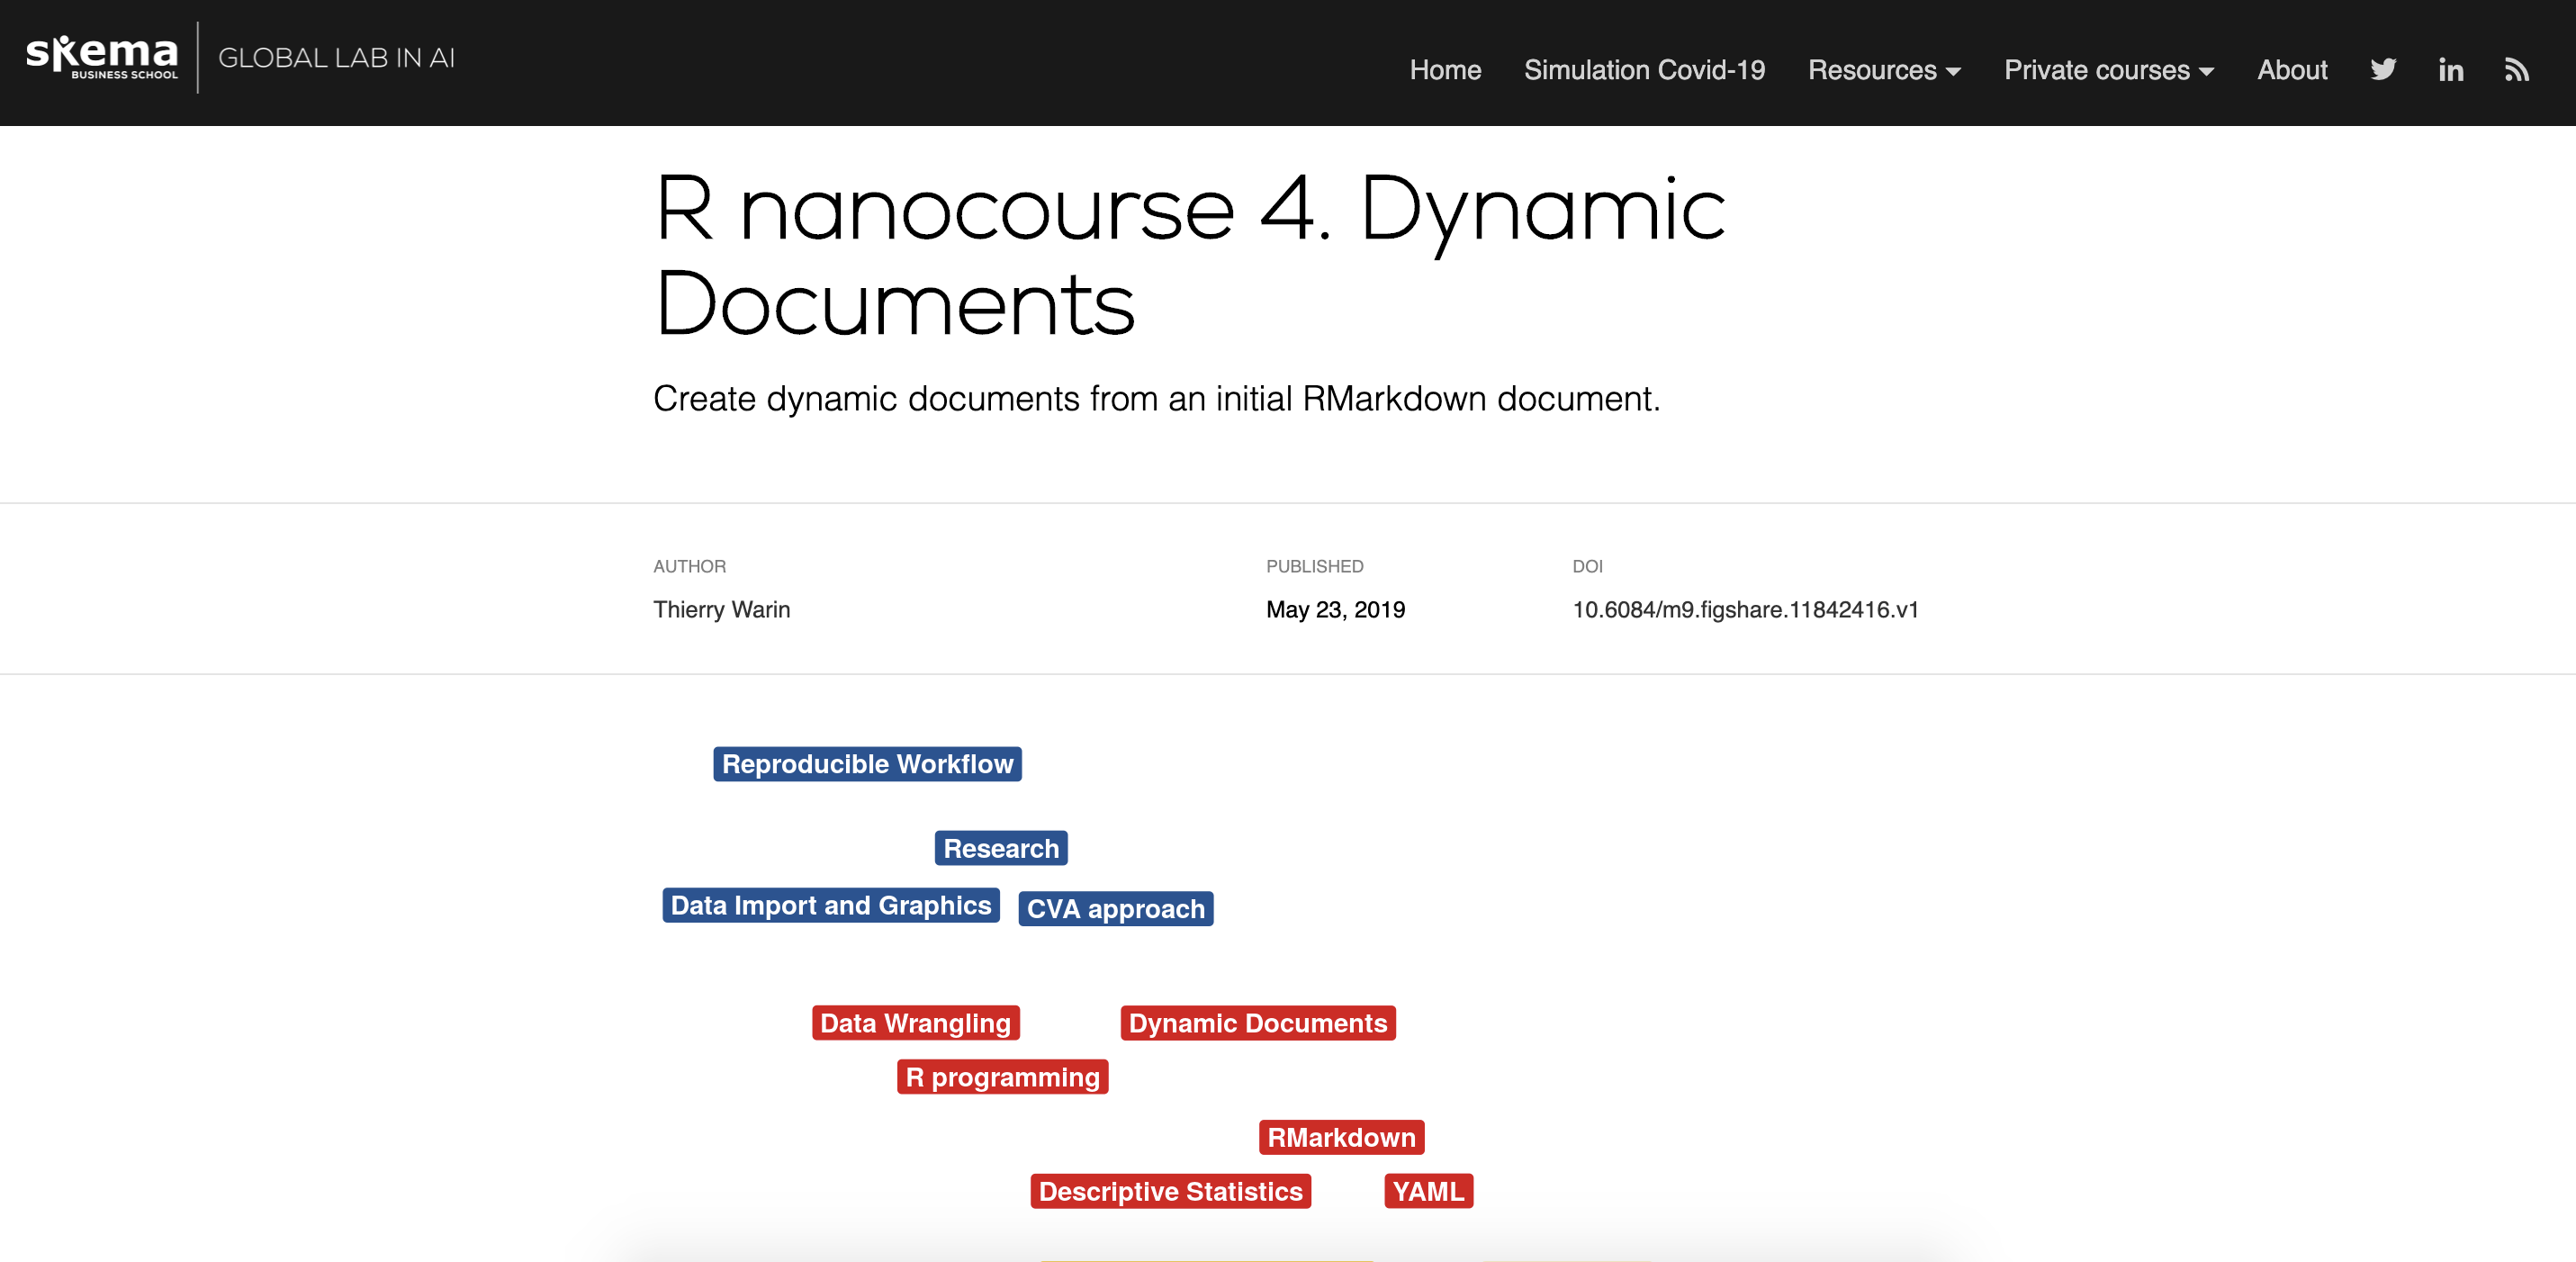 skema
BUSINESS SCHOOL
GLOBAL LAB IN AI
Home Simulation Covid-19 Resources Private courses About
R nanocourse 4. Dynamic
Documents
Create dynamic documents from an initial RMarkdown document.
AUTHOR PUBLISHED DOI
Thierry Warin May 23, 2019 10.6084/m9.figshare.11842416.v1
Reproducible Workflow
Research
Data Import and Graphics CVA approach
Data Wrangling Dynamic Documents
R programming
RMarkdown
Descriptive Statistics YAML